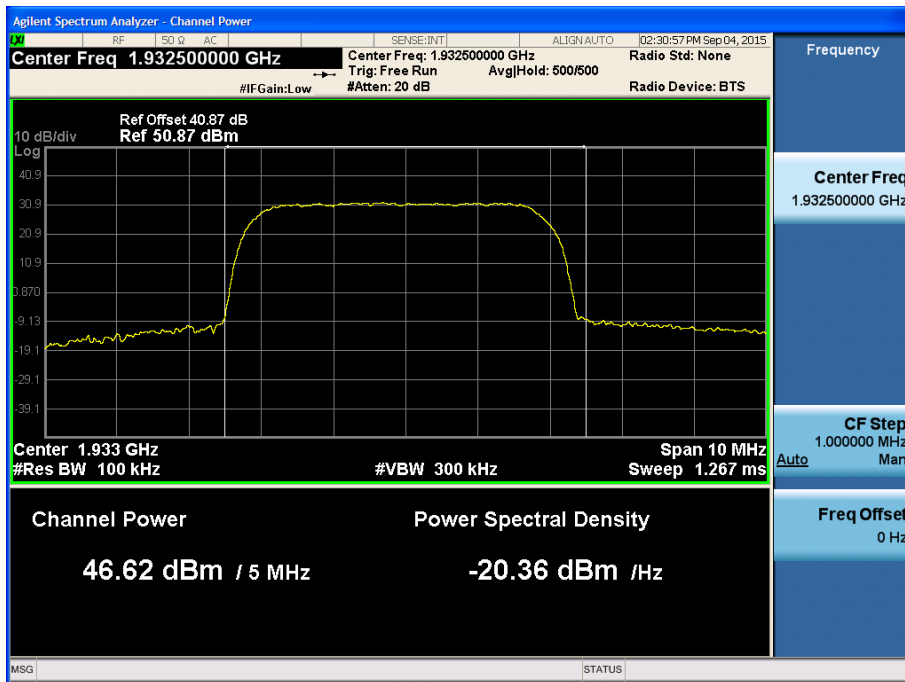 Agilent Spectrum Analyzer - Channel Power
LXI RF 50 Ω AC SENSE:INT ALIGN AUTO 02:30:57 PM Sep 04, 2015
Center Freq 1.932500000 GHz
Center Freq: 1.932500000 GHz
Radio Std: None
Trig: Free Run Avg|Hold: 500/500
#IFGain:Low
#Atten: 20 dB
Radio Device: BTS
Ref Offset 40.87 dB
10 dB/div Ref 50.87 dBm
Log
40.9
30.9
20.9
10.9
0.870
-9.13
-19.1
-29.1
-39.1
Center 1.933 GHz
Span 10 MHz
#Res BW 100 kHz
#VBW 300 kHz
Sweep 1.267 ms
Channel Power
Power Spectral Density
46.62 dBm / 5 MHz
-20.36 dBm /Hz
MSG
STATUS
Frequency
Center Freq
1.932500000 GHz
CF Step
1.000000 MHz
Auto Man
Freq Offset
0 Hz